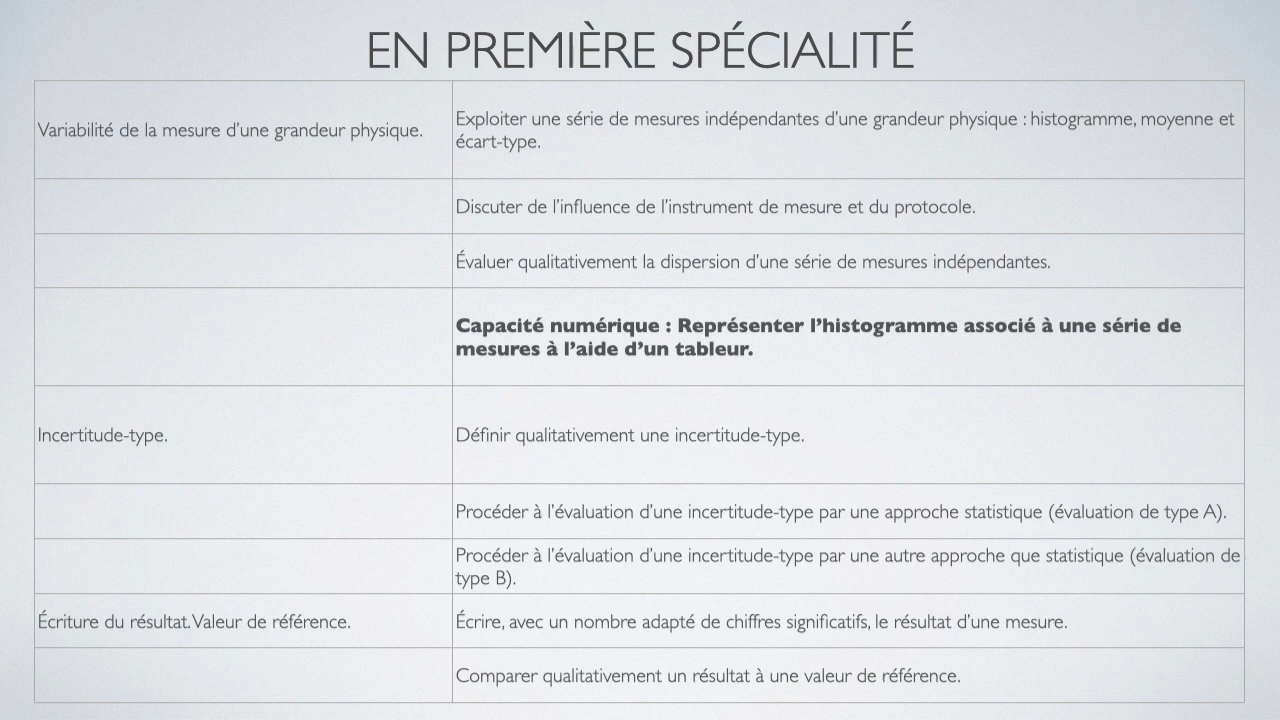 EN PREMIÈRE SPÉCIALITÉ
Variabilité de la mesure d’une grandeur physique.
Exploiter une série de mesures indépendantes d’une grandeur physique : histogramme, moyenne et
écart-type.
Discuter de l’influence de l’instrument de mesure et du protocole.
Évaluer qualitativement la dispersion d’une série de mesures indépendantes.
Capacité numérique : Représenter l’histogramme associé à une série de
mesures à l’aide d’un tableur.
Incertitude-type.
Définir qualitativement une incertitude-type.
Procéder à l’évaluation d’une incertitude-type par une approche statistique (évaluation de type A).
Procéder à l’évaluation d’une incertitude-type par une autre approche que statistique (évaluation de
type B).
Écriture du résultat. Valeur de référence.
Écrire, avec un nombre adapté de chiffres significatifs, le résultat d’une mesure.
Comparer qualitativement un résultat à une valeur de référence.